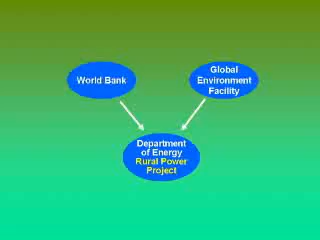 World Bank
Global
Environment
Facility
Department
of Energy
Rural Power
Project